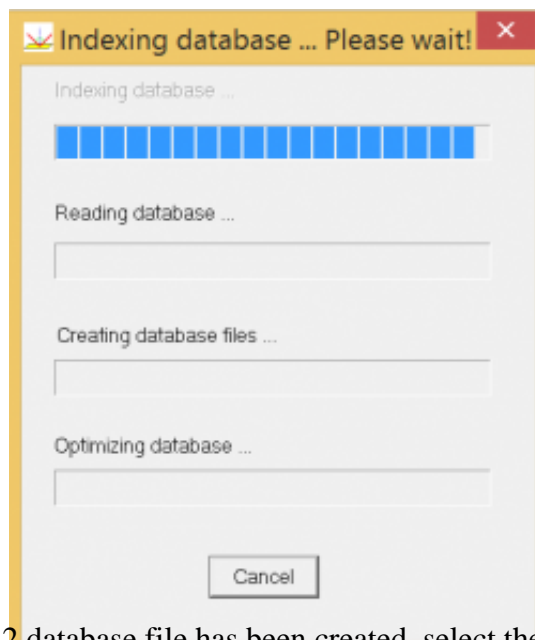 Indexing database ... Please wait!
Indexing database ...
Reading database ...
Creating database files ...
Optimizing database ...
Cancel
2 database file has been created, select the